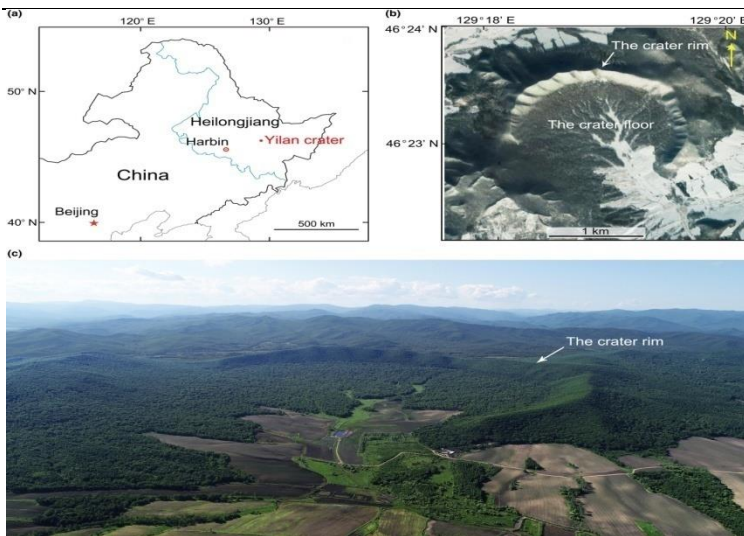 (a)
120° E
130° E
50° N
Heilongjiang
Harbin
Yilan crater
China
Beijing
40° N
500 km
(b)
129°18' E
129°20' E
46°24' N
N
The crater rim
The crater floor
46°23' N
1 km
(c)
The crater rim